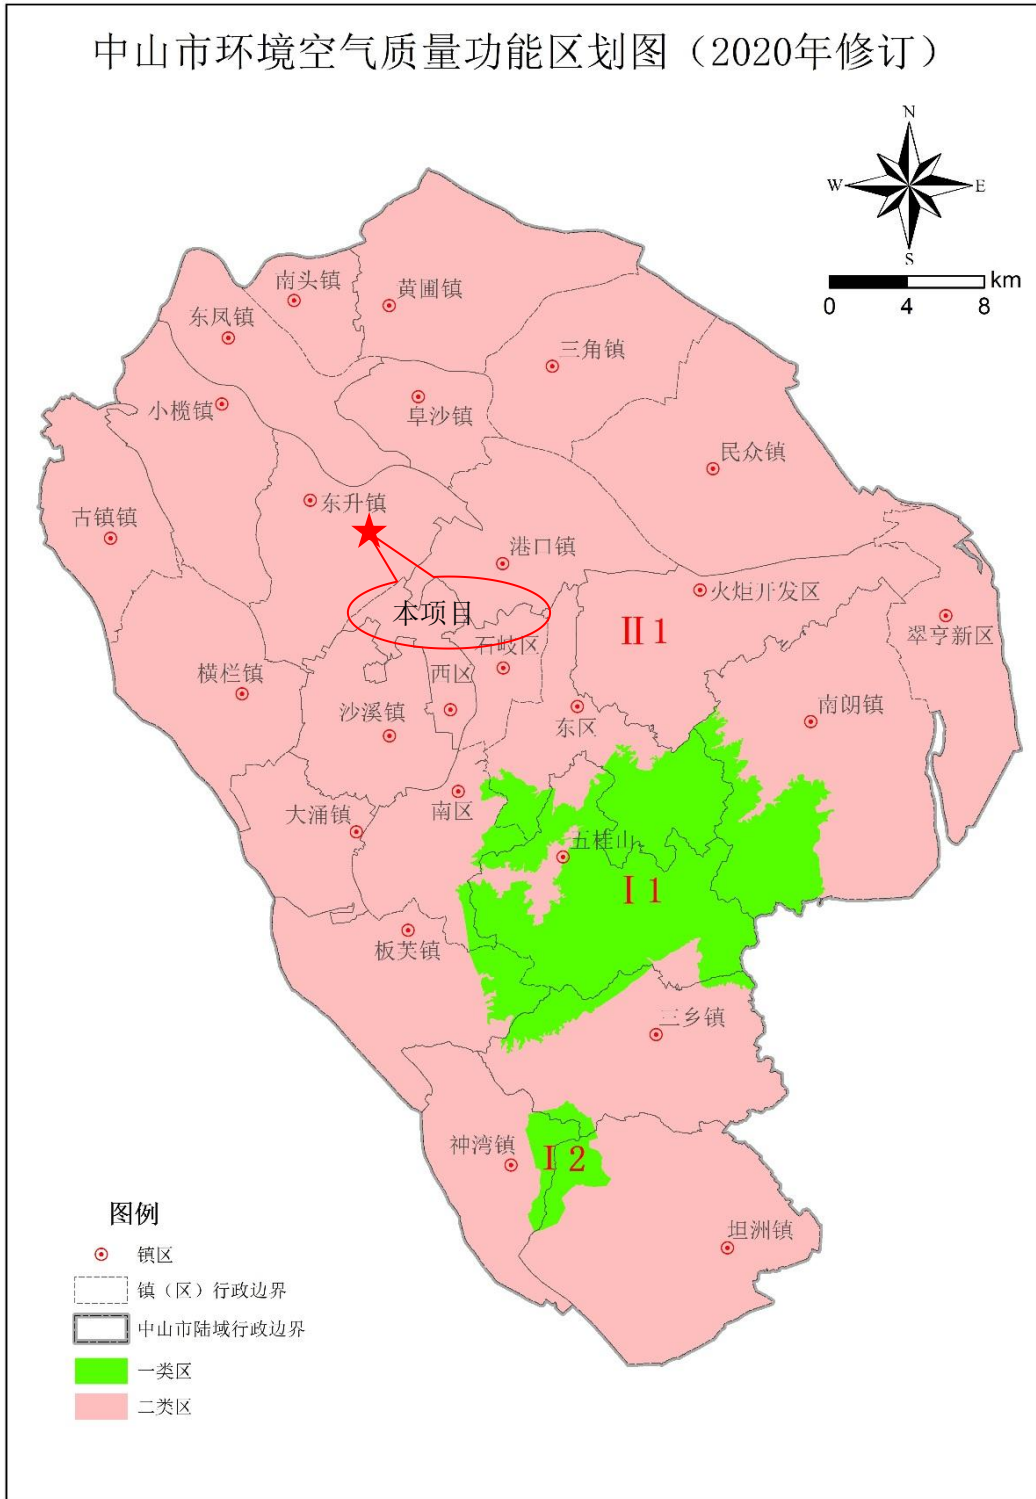 中山市环境空气质量功能区划图（2020年修订）
N
W
E
S
km
0
4
8
南头镇
黄圃镇
东凤镇
三角镇
小榄镇
阜沙镇
民众镇
古镇镇
东升镇
港口镇
火炬开发区
本项目
Ⅱ1
翠亨新区
石岐区
横栏镇
西区
沙溪镇
东区
南朗镇
大涌镇
南区
五桂山
Ⅰ1
板芙镇
三乡镇
神湾镇
Ⅰ2
坦洲镇
图例
镇区
镇（区）行政边界
中山市陆域行政边界
一类区
二类区